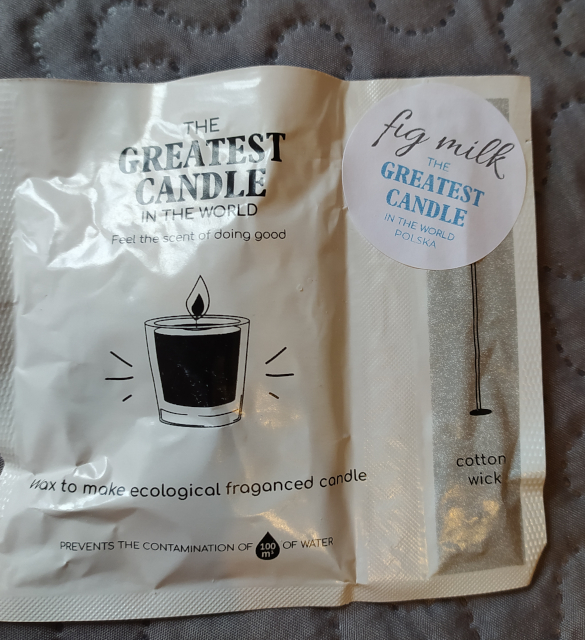 THE
GREATEST
CANDLE
IN THE WORLD
Feel the scent of doing good
wax to make ecological fraganced candle
PREVENTS THE CONTAMINATION OF 100 m³ OF WATER
fig milk
THE
GREATEST
CANDLE
IN THE WORLD
POLSKA
cotton
wick